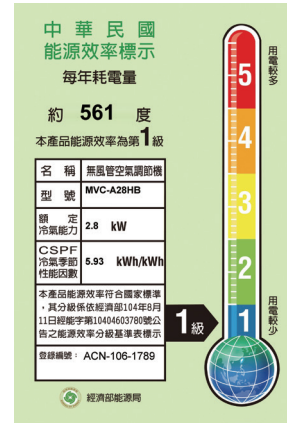 中華民國
能源效率標示
每年耗電量
約 561 度
本產品能源效率為第1級
名稱 無風管空氣調節機
型號 MVC-A28HB
額定冷氣能力 2.8 kW
CSPF冷氣季節性能因數 5.93 kWh/kWh
本產品能源效率符合國家標準
，其分級係依經濟部104年8月
11日經能字第10404603780號公
告之能源效率分級基準表標示
登錄編號： ACN-106-1789
經濟部能源局
用電較多
5
4
3
2
1
用電較少
1級